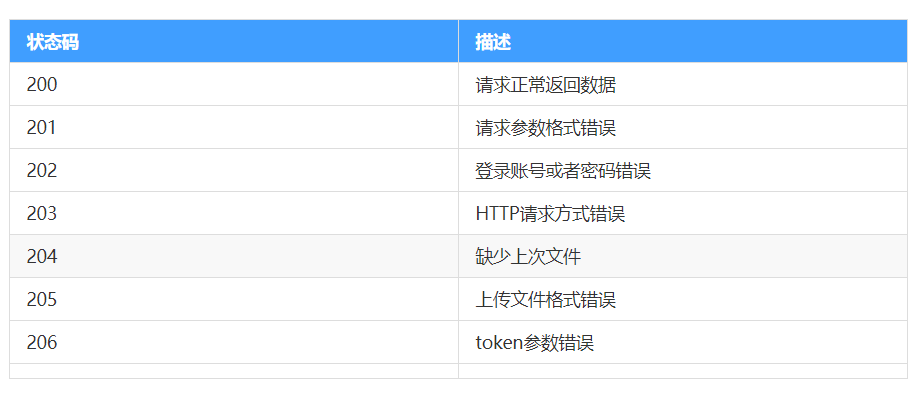 状态码 描述
200 请求正常返回数据
201 请求参数格式错误
202 登录账号或者密码错误
203 HTTP请求方式错误
204 缺少上次文件
205 上传文件格式错误
206 token参数错误